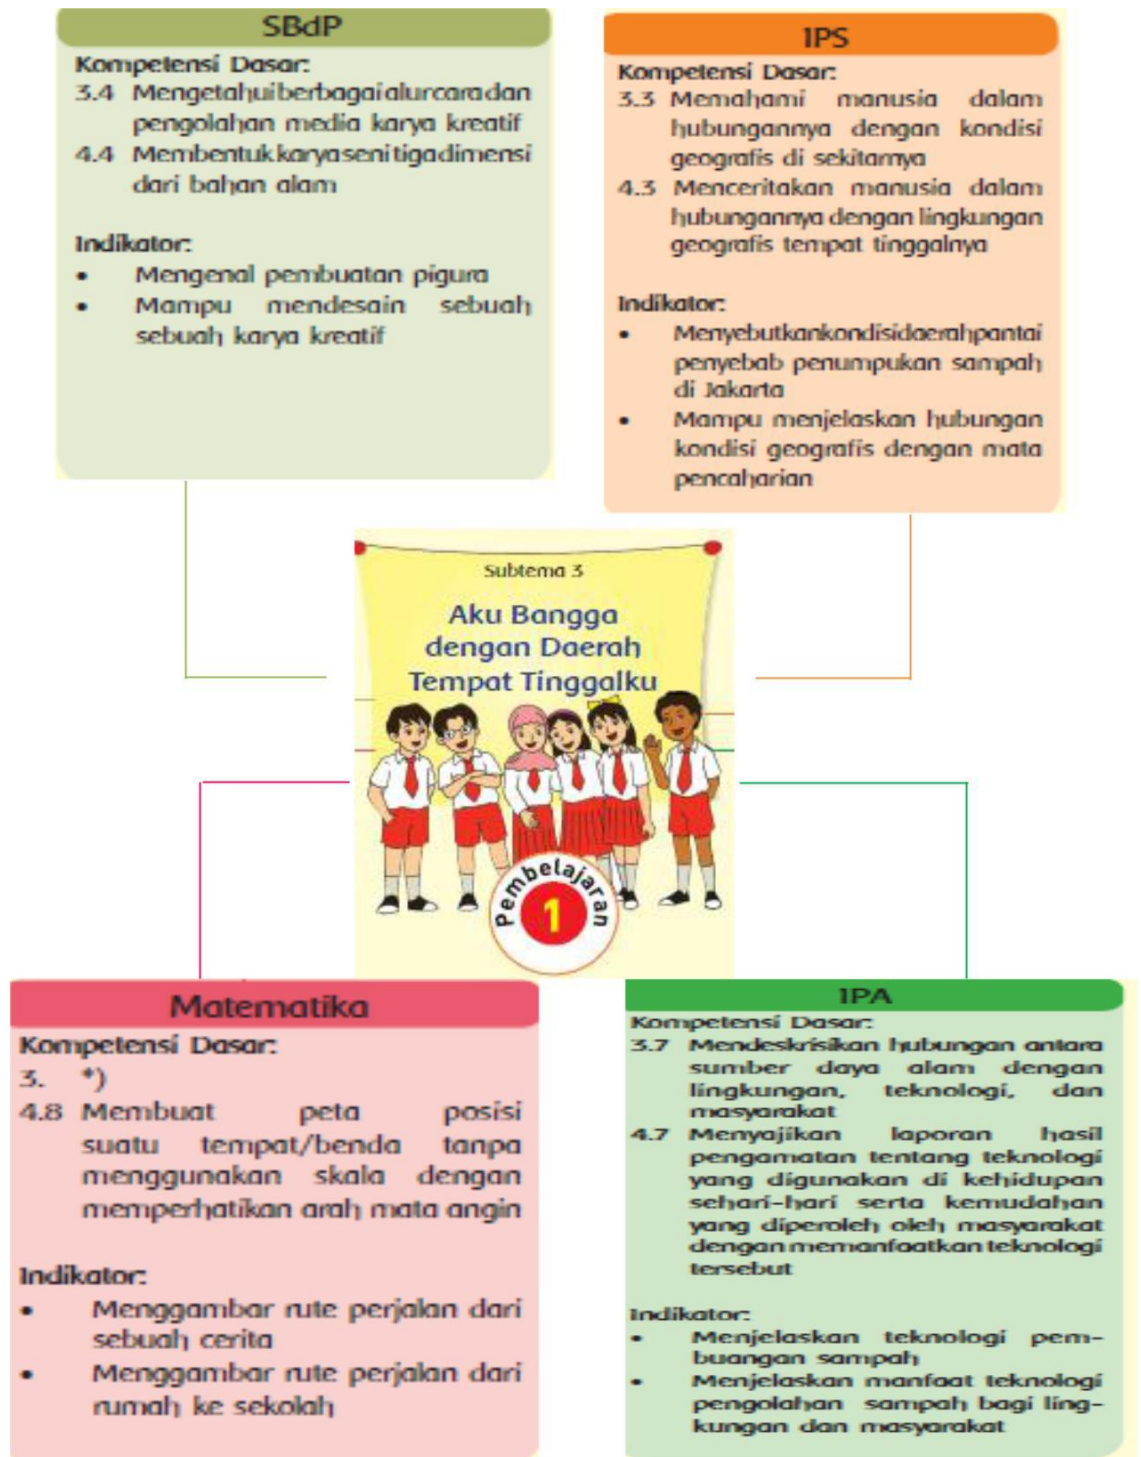 SBdP
Kompetensi Dasar:
3.4 Mengetahui berbagai alur cara dan
pengolahan media karya kreatif
4.4 Membentuk karya seni tiga dimensi
dari bahan alam
Indikator:
• Mengenal pembuatan pigura
• Mampu mendesain sebuah
sebuah karya kreatif
IPS
Kompetensi Dasar:
3.3 Memahami manusia dalam
hubungannya dengan kondisi
geografis di sekitarnya
4.3 Menceritakan manusia dalam
hubungannya dengan lingkungan
geografis tempat tinggalnya
Indikator:
• Menyebutkan kondisi daerah pantai
penyebab penumpukan sampah
di Jakarta
• Mampu menjelaskan hubungan
kondisi geografis dengan mata
pencaharian
Subtema 3
Aku Bangga
dengan Daerah
Tempat Tinggalku
Pembelajaran
1
Matematika
Kompetensi Dasar:
3. *)
4.8 Membuat peta posisi
suatu tempat/benda tanpa
menggunakan skala dengan
memperhatikan arah mata angin
Indikator:
• Menggambar rute perjalan dari
sebuah cerita
• Menggambar rute perjalan dari
rumah ke sekolah
IPA
Kompetensi Dasar:
3.7 Mendeskrisikan hubungan antara
sumber daya alam dengan
lingkungan, teknologi, dan
masyarakat
4.7 Menyajikan laporan hasil
pengamatan tentang teknologi
yang digunakan di kehidupan
sehari-hari serta kemudahan
yang diperoleh oleh masyarakat
dengan memanfaatkan teknologi
tersebut
Indikator:
• Menjelaskan teknologi pem-
buangan sampah
• Menjelaskan manfaat teknologi
pengolahan sampah bagi ling-
kungan dan masyarakat